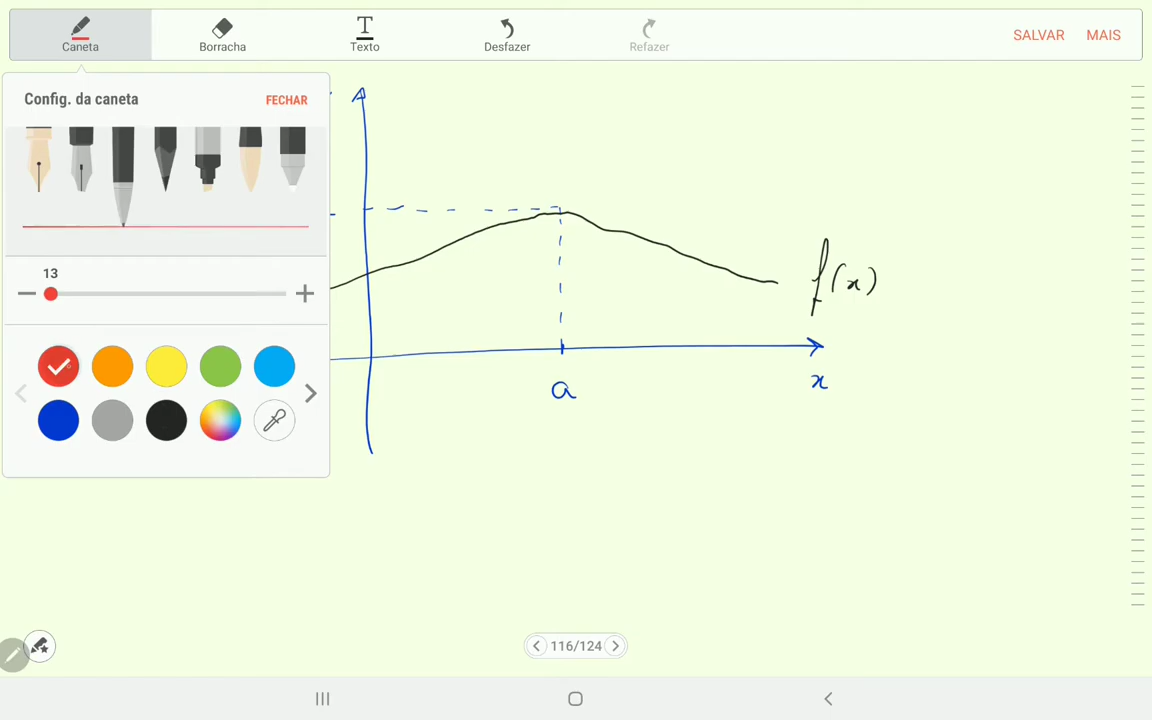 Caneta
Borracha
Texto
Desfazer
Refazer
SALVAR
MAIS
Config. da caneta
FECHAR
13
f(x)
a
x
116/124